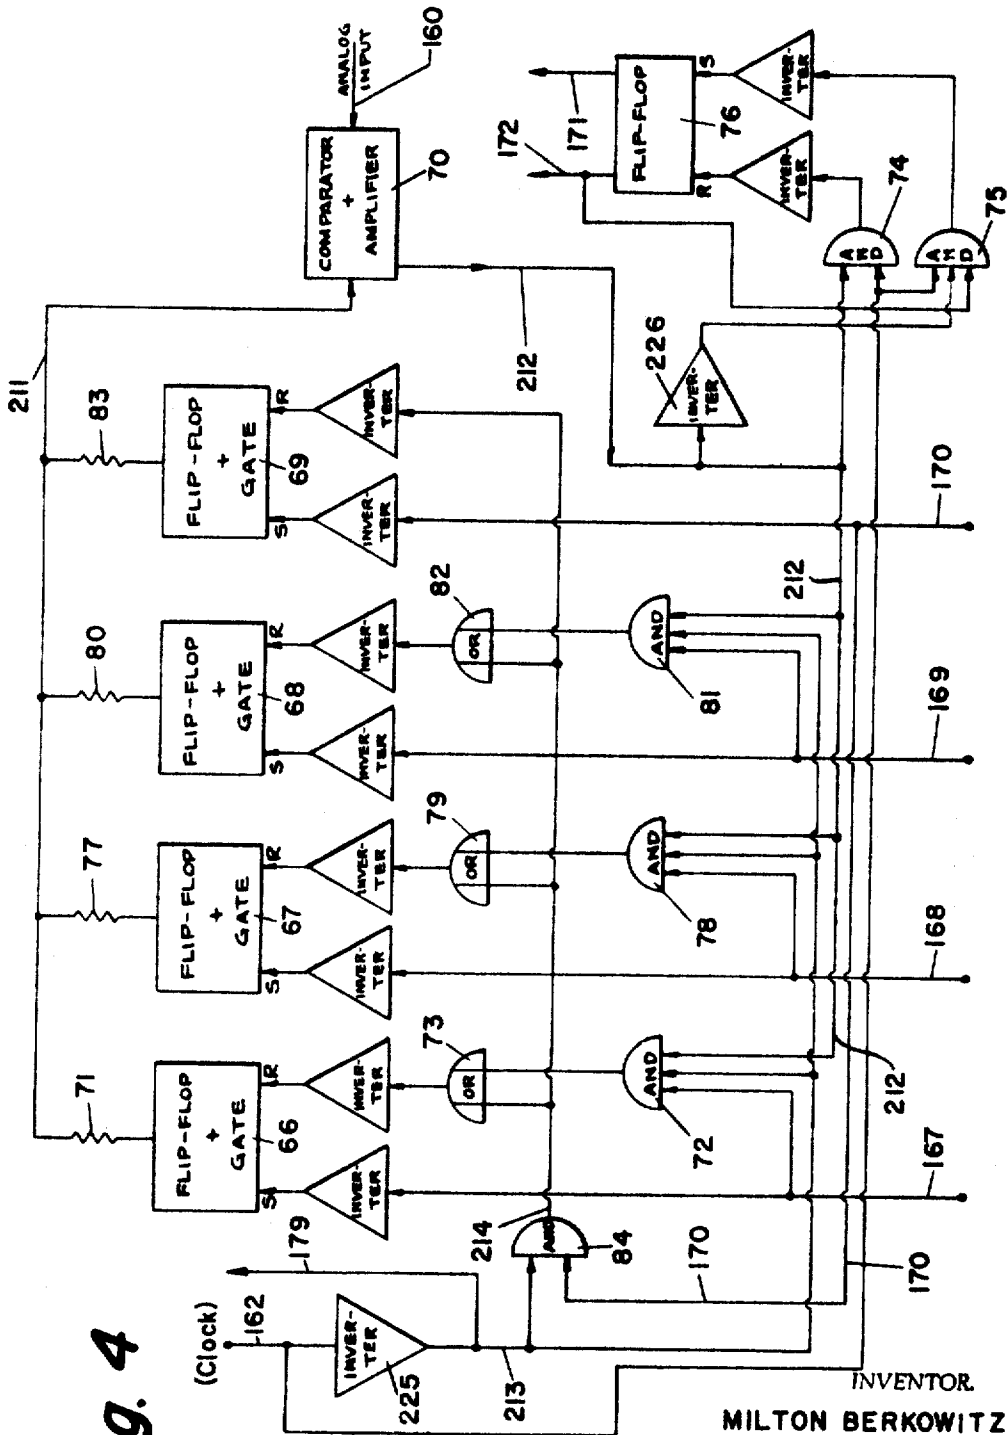 g. 4
(Clock)
162
INVER-
TER
225
213
179
211
71
77
80
83
FLIP-FLOP
+
GATE
66
S
R
FLIP-FLOP
+
GATE
67
S
R
FLIP-FLOP
+
GATE
68
S
R
FLIP-FLOP
+
GATE
69
S
R
INVER-
TER
INVER-
TER
INVER-
TER
INVER-
TER
INVER-
TER
INVER-
TER
INVER-
TER
INVER-
TER
OR
73
OR
79
OR
82
214
AND
84
AND
72
AND
78
AND
81
170
170
167
212
168
169
212
170
COMPARATOR
+
AMPLIFIER
70
ANALOG
INPUT
160
212
INVER-
TER
226
172
171
FLIP-FLOP
76
R
S
INVER-
TER
INVER-
TER
AND
74
AND
75
INVENTOR.
MILTON BERKOWITZ